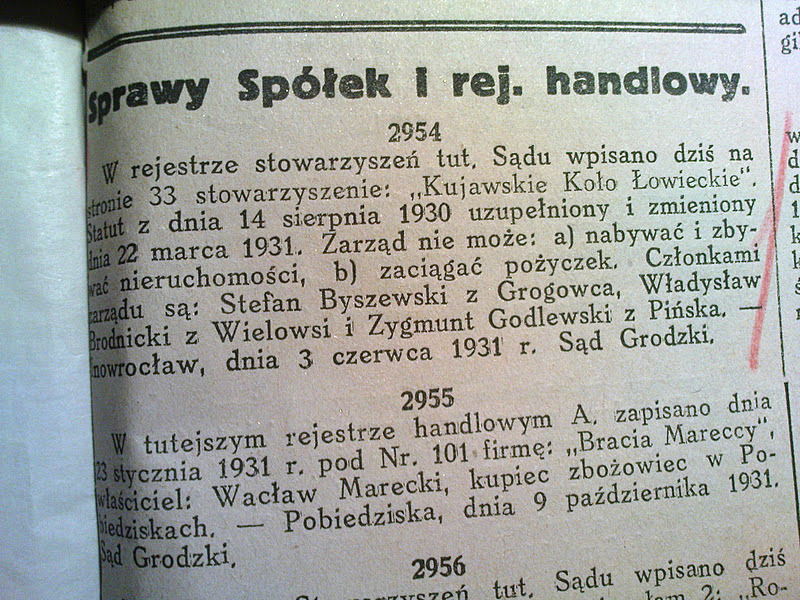 Sprawy Spółek i rej. handlowy.
2954
W rejestrze stowarzyszeń tut. Sądu wpisano dziś na
stronie 33 stowarzyszenie: „Kujawskie Koło Łowieckie".
Statut z dnia 14 sierpnia 1930 uzupełniony i zmieniony
dnia 22 marca 1931. Zarząd nie może: a) nabywać i zby-
wać nieruchomości, b) zaciągać pożyczek. Członkami
zarządu są: Stefan Byszewski z Grogowca, Władysław
Brodnicki z Wielowsi i Zygmunt Godlewski z Pińska. —
Inowrocław, dnia 3 czerwca 1931 r. Sąd Grodzki.
2955
W tutejszym rejestrze handlowym A. zapisano dnia
23 stycznia 1931 r. pod Nr. 101 firmę: „Bracia Mareccy",
właściciel: Wacław Marecki, kupiec zbożowiec w Po-
biedziskach. — Pobiedziska, dnia 9 października 1931.
Sąd Grodzki.
2956
tut. Sądu wpisano dziś
2: „Ro-